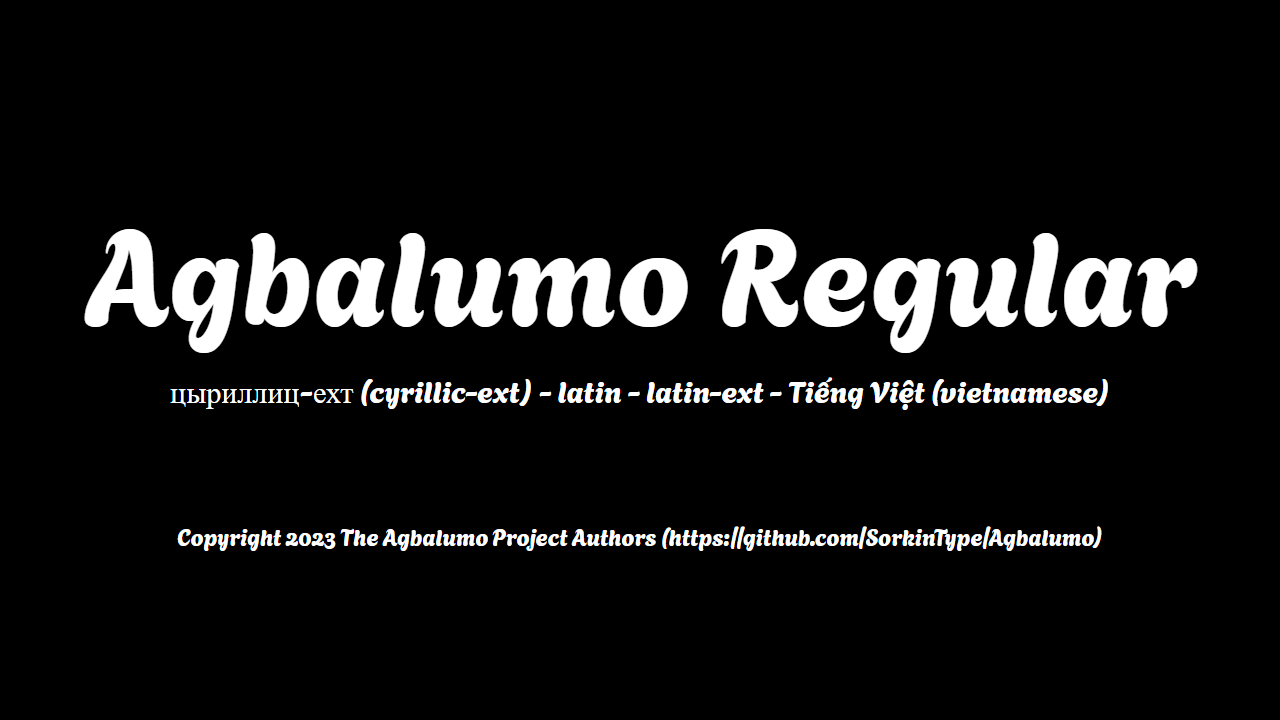 Agbalumo Regular
цыриллиц-ехт (cyrillic-ext) - latin - latin-ext - Tiếng Việt (vietnamese)
Copyright 2023 The Agbalumo Project Authors (https://github.com/SorkinType/Agbalumo)